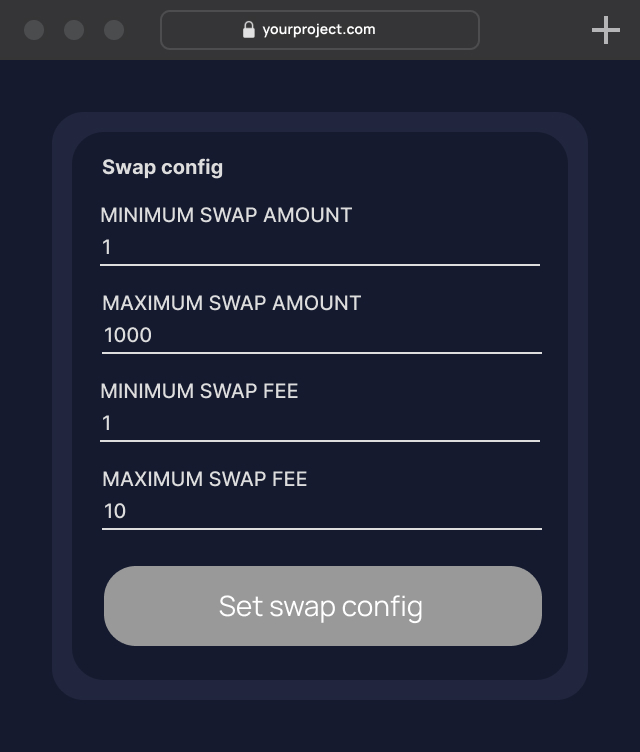 yourproject.com
Swap config
MINIMUM SWAP AMOUNT
1
MAXIMUM SWAP AMOUNT
1000
MINIMUM SWAP FEE
1
MAXIMUM SWAP FEE
10
Set swap config